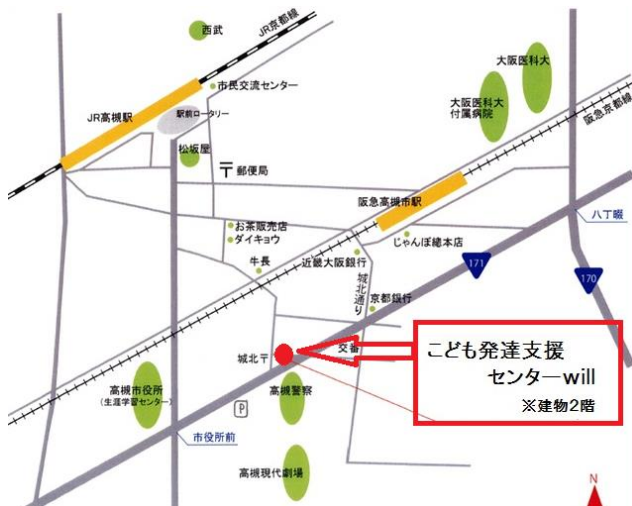 西武
JR京都線
市民交流センター
JR高槻駅
駅前ロータリー
松坂屋
〒郵便局
大阪医科大
大阪医科大
付属病院
阪急京都線
阪急高槻市駅
八丁畷
お茶販売店
ダイキョウ
牛長
近畿大阪銀行
じゃんぼ總本店
城北通り
京都銀行
171
170
城北〒
交番
こども発達支援
センターwill
※建物2階
高槻市役所
(生涯学習センター)
高槻警察
P
市役所前
高槻現代劇場
N